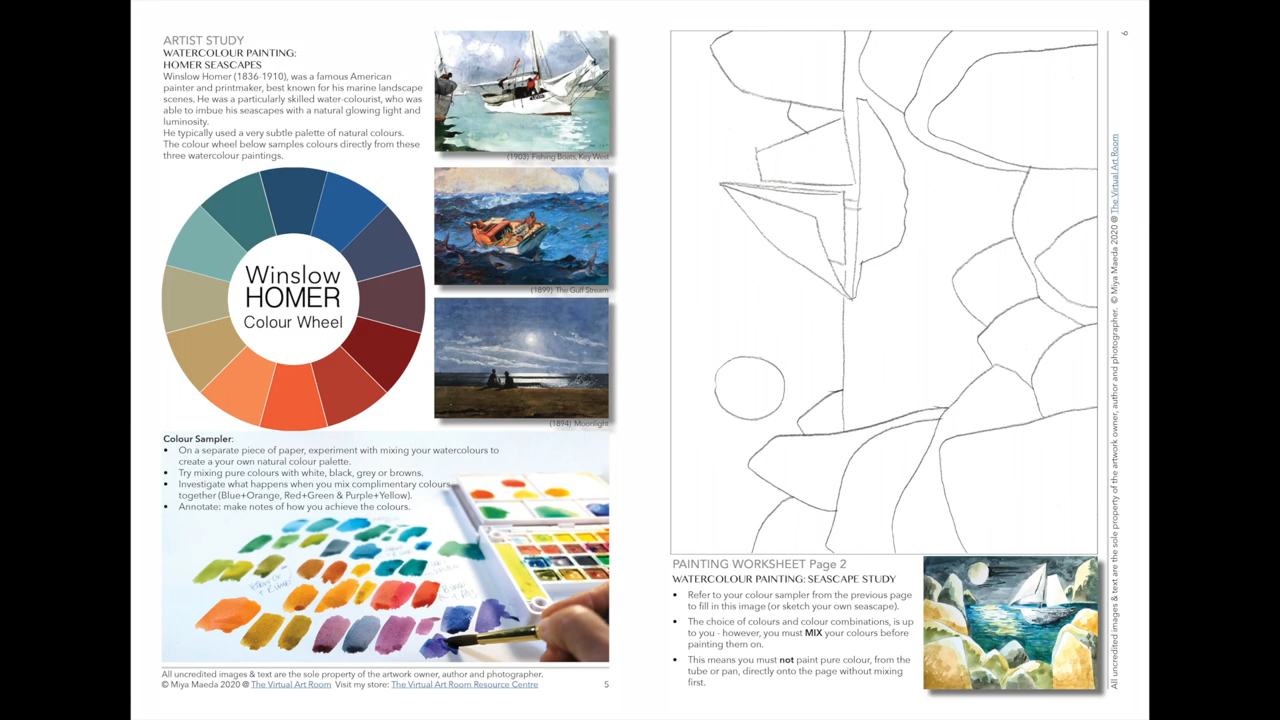 ARTIST STUDY
WATERCOLOUR PAINTING:
HOMER SEASCAPES
Winslow Homer (1836-1910), was a famous American
painter and printmaker, best known for his marine landscape
scenes. He was a particularly skilled water-colourist, who was
able to imbue his seascapes with a natural glowing light and
luminosity.
He typically used a very subtle palette of natural colours.
The colour wheel below samples colours directly from these
three watercolour paintings.
(1903) Fishing Boats, Key West
(1899) The Gulf Stream
(1894) Moonlight
Winslow
HOMER
Colour Wheel
Colour Sampler:
• On a separate piece of paper, experiment with mixing your watercolours to
create a your own natural colour palette.
• Try mixing pure colours with white, black, grey or browns.
• Investigate what happens when you mix complimentary colours
together (Blue+Orange, Red+Green & Purple+Yellow).
• Annotate: make notes of how you achieve the colours.
All uncredited images & text are the sole property of the artwork owner, author and photographer.
© Miya Maeda 2020 @ The Virtual Art Room Visit my store: The Virtual Art Room Resource Centre
5
PAINTING WORKSHEET Page 2
WATERCOLOUR PAINTING: SEASCAPE STUDY
• Refer to your colour sampler from the previous page
to fill in this image (or sketch your own seascape).
• The choice of colours and colour combinations, is up
to you - however, you must MIX your colours before
painting them on.
• This means you must not paint pure colour, from the
tube or pan, directly onto the page without mixing
first.
All uncredited images & text are the sole property of the artwork owner, author and photographer. © Miya Maeda 2020 @ The Virtual Art Room
6